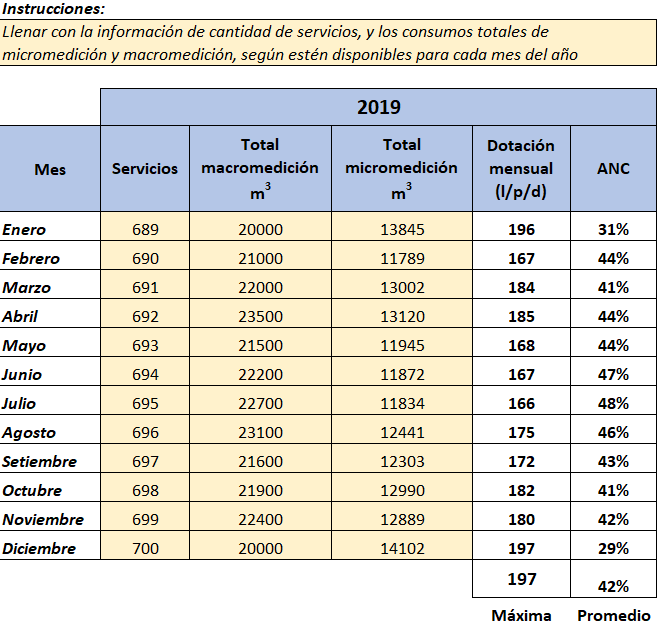 Instrucciones:
Llenar con la información de cantidad de servicios, y los consumos totales de
micromedición y macromedición, según estén disponibles para cada mes del año
2019
Mes Servicios Total macromedición m³ Total micromedición m³ Dotación mensual (l/p/d) ANC
Enero 689 20000 13845 196 31%
Febrero 690 21000 11789 167 44%
Marzo 691 22000 13002 184 41%
Abril 692 23500 13120 185 44%
Mayo 693 21500 11945 168 44%
Junio 694 22200 11872 167 47%
Julio 695 22700 11834 166 48%
Agosto 696 23100 12441 175 46%
Setiembre 697 21600 12303 172 43%
Octubre 698 21900 12990 182 41%
Noviembre 699 22400 12889 180 42%
Diciembre 700 20000 14102 197 29%
197 42%
Máxima Promedio